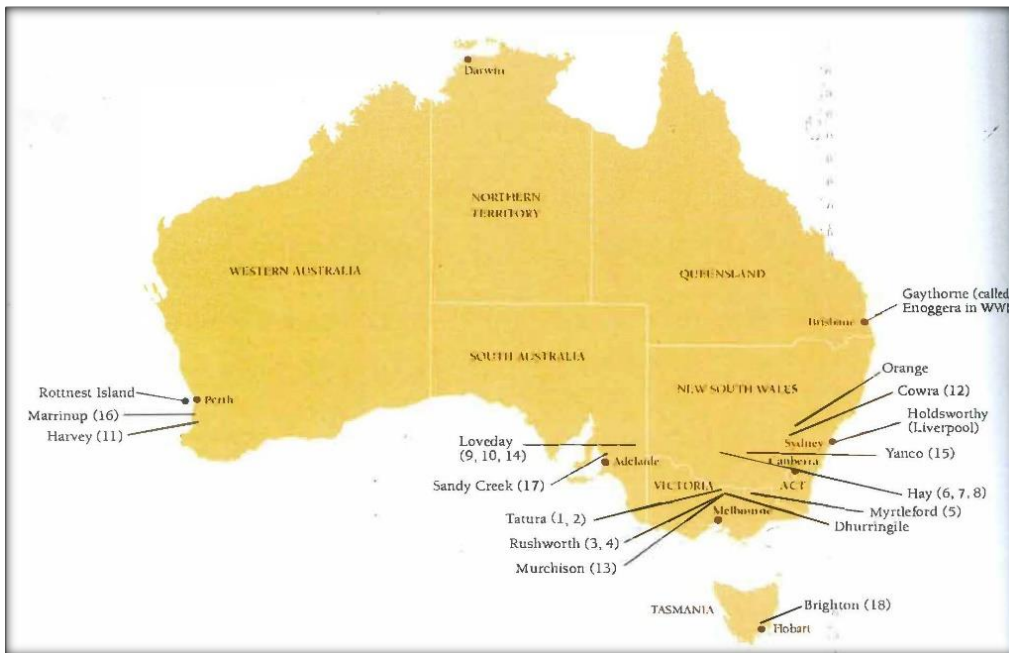 Darwin
NORTHERN
TERRITORY
WESTERN AUSTRALIA
QUEENSLAND
Gaythorne (called
Enoggera in WW
Brisbane
SOUTH AUSTRALIA
NEW SOUTH WALES
Orange
Cowra (12)
Holdsworthy
(Liverpool)
Rottnest Island
Perth
Marrinup (16)
Harvey (11)
Loveday
(9, 10, 14)
Adelaide
Sydney
Yanco (15)
Canberra
Sandy Creek (17)
VICTORIA
ACT
Hay (6, 7, 8)
Myrtleford (5)
Tatura (1, 2)
Melbourne
Dhurringile
Rushworth (3, 4)
Murchison (13)
TASMANIA
Brighton (18)
Hobart